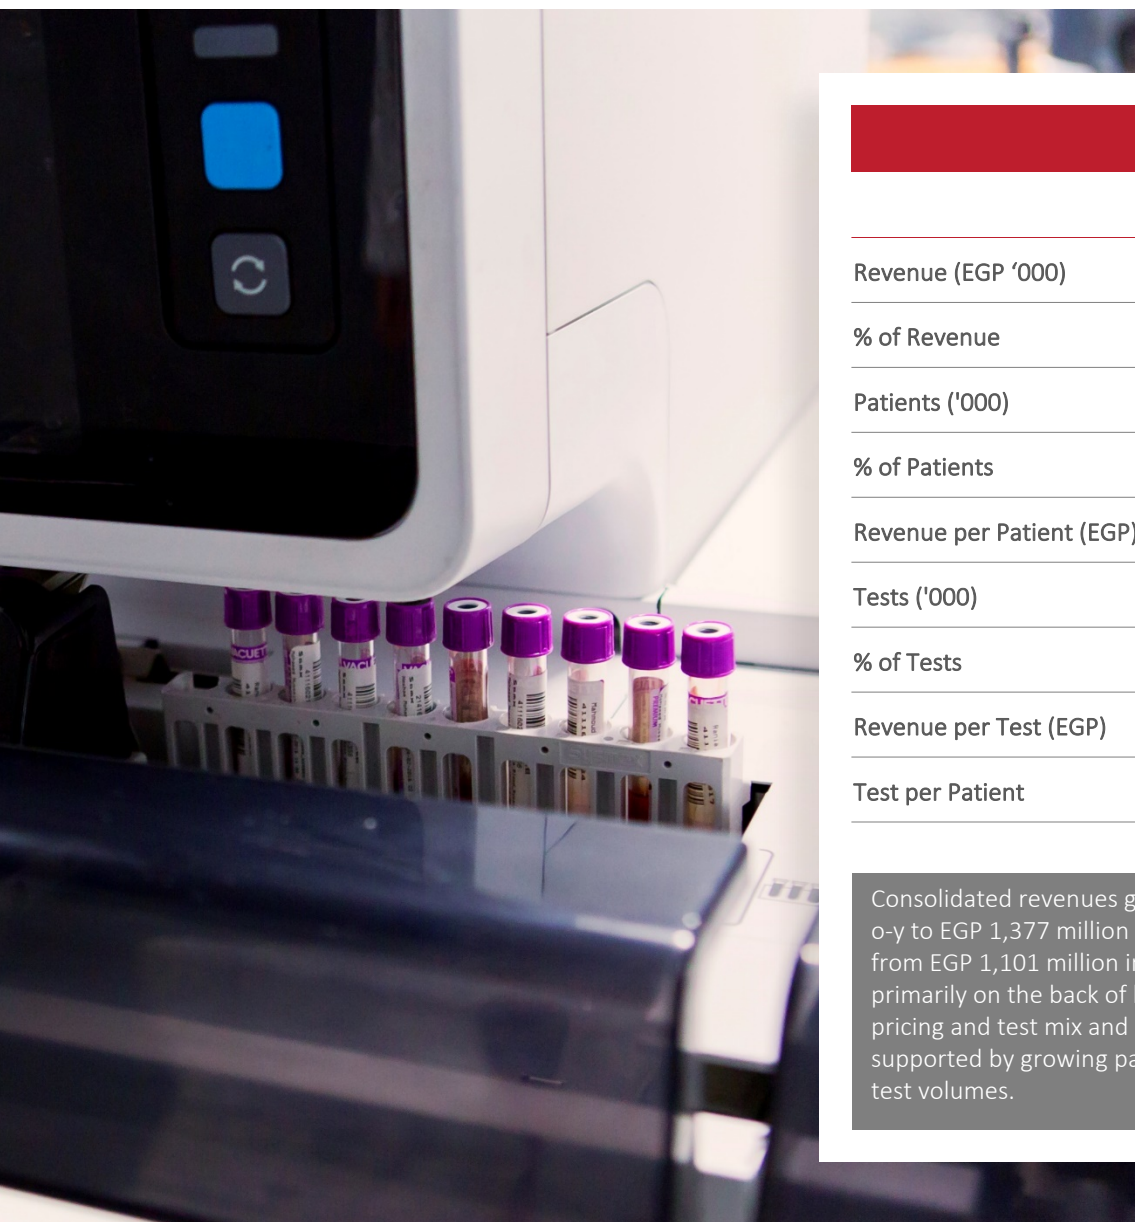 Revenue (EGP ‘000)
% of Revenue
Patients ('000)
% of Patients
Revenue per Patient (EGP)
Tests ('000)
% of Tests
Revenue per Test (EGP)
Test per Patient
Consolidated revenues
o-y to EGP 1,377 million
from EGP 1,101 million
primarily on the back of
pricing and test mix and
supported by growing
test volumes.
VACUET
VACU